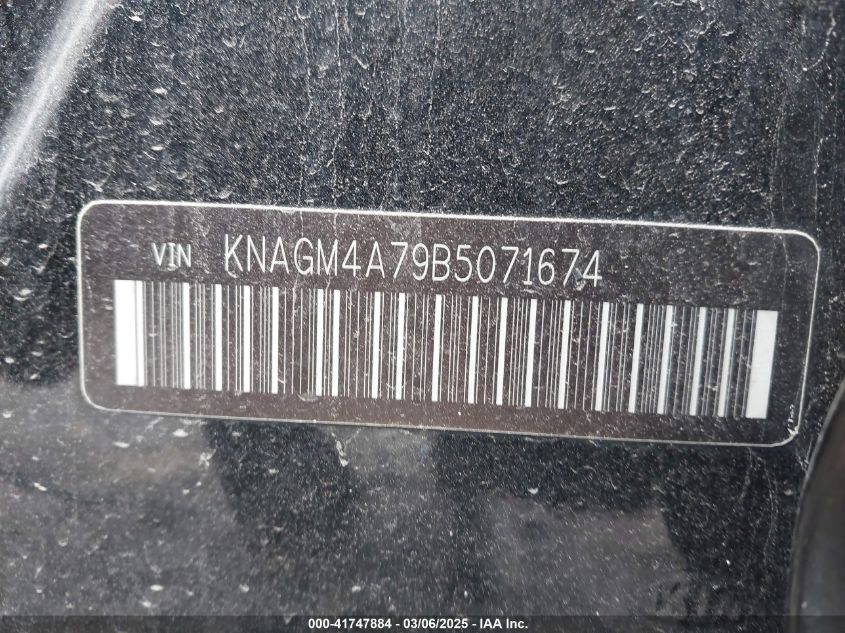 VIN KNAGM4A79B5071674
000-41747884 | 03/06/2025 - IAA Inc.